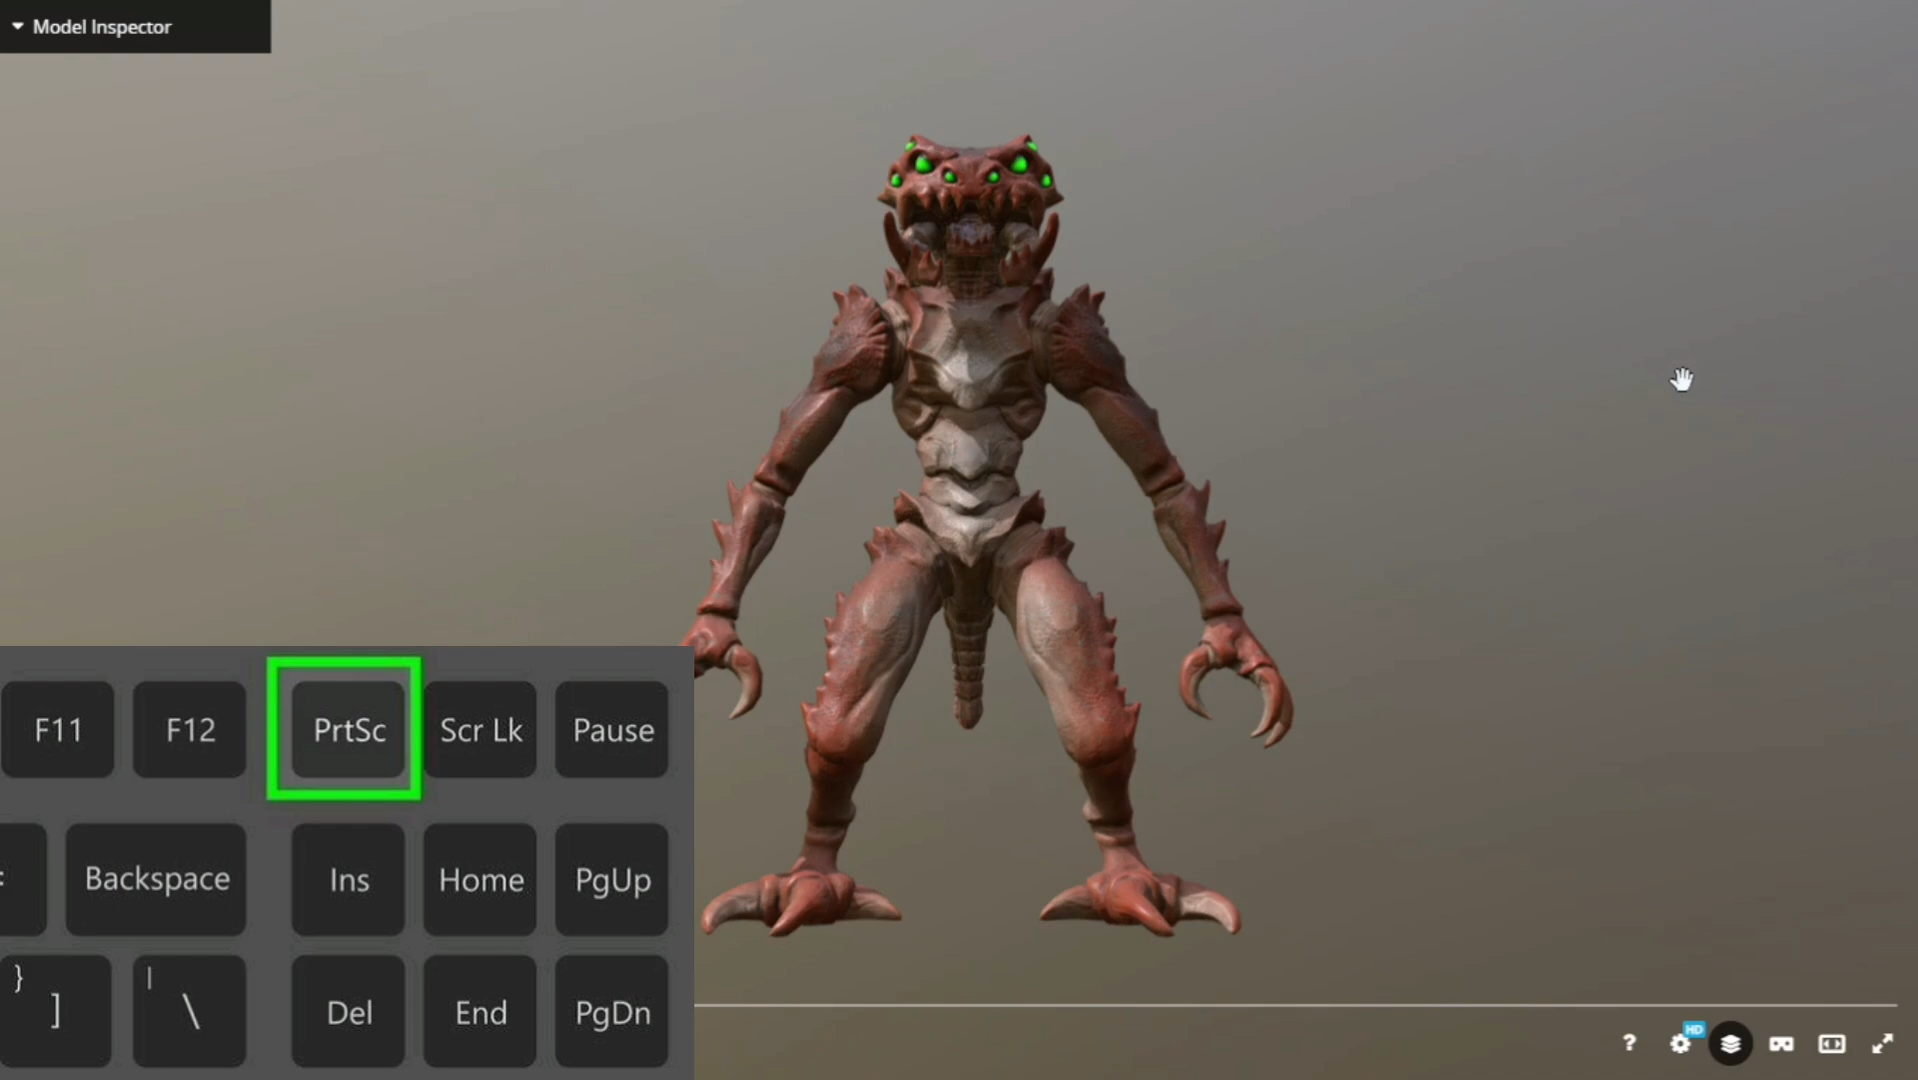 Model Inspector
F11 F12 PrtSc Scr Lk Pause
Backspace Ins Home PgUp
} ] | \ Del End PgDn
HD
?